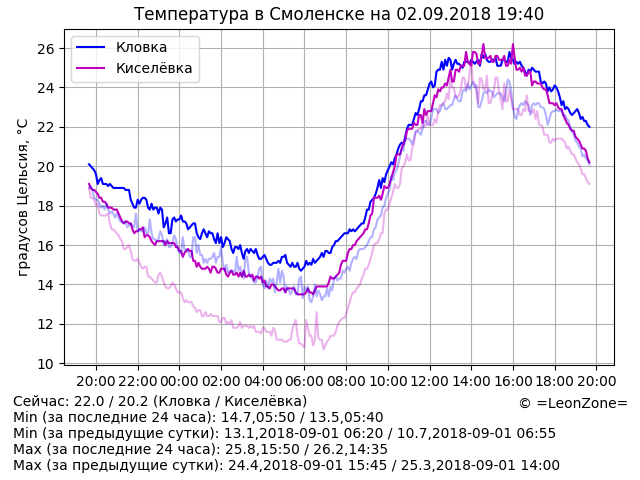 Температура в Смоленске на 02.09.2018 19:40
Кловка
Киселёвка
градусов Цельсия, °C
26
24
22
20
18
16
14
12
10
20:00 22:00 00:00 02:00 04:00 06:00 08:00 10:00 12:00 14:00 16:00 18:00 20:00
Сейчас: 22.0 / 20.2 (Кловка / Киселёвка)
© =LeonZone=
Min (за последние 24 часа): 14.7,05:50 / 13.5,05:40
Min (за предыдущие сутки): 13.1,2018-09-01 06:20 / 10.7,2018-09-01 06:55
Max (за последние 24 часа): 25.8,15:50 / 26.2,14:35
Max (за предыдущие сутки): 24.4,2018-09-01 15:45 / 25.3,2018-09-01 14:00